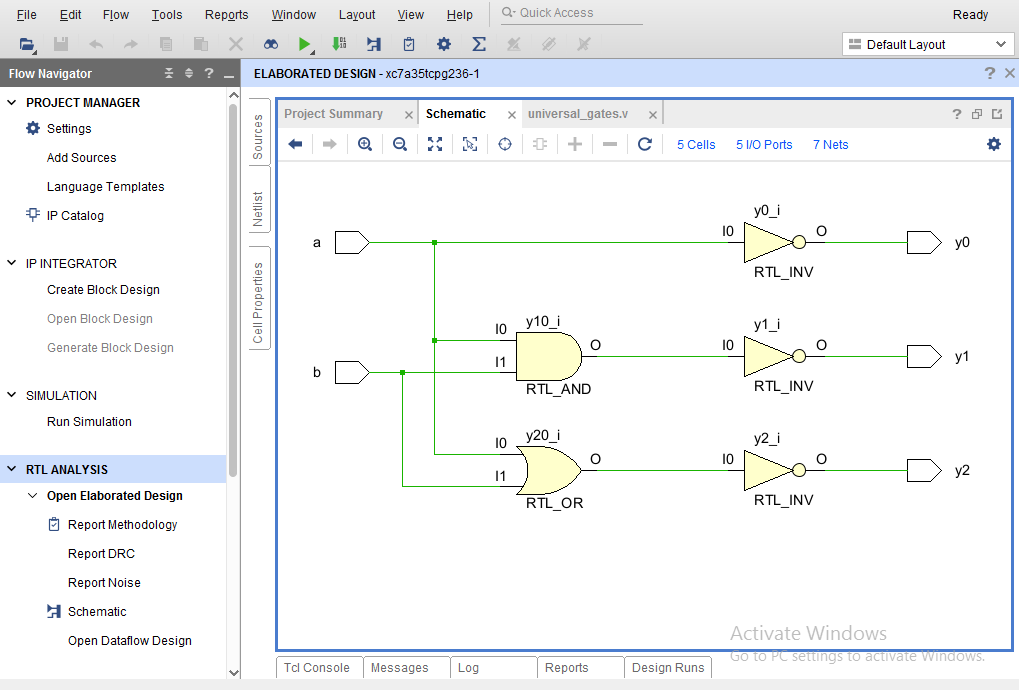 File Edit Flow Tools Reports Window Layout View Help Quick Access Ready
Default Layout
Flow Navigator
ELABORATED DESIGN - xc7a35tcpg236-1
PROJECT MANAGER
Settings
Add Sources
Language Templates
IP Catalog
IP INTEGRATOR
Create Block Design
Open Block Design
Generate Block Design
SIMULATION
Run Simulation
RTL ANALYSIS
Open Elaborated Design
Report Methodology
Report DRC
Report Noise
Schematic
Open Dataflow Design
Sources
Netlist
Cell Properties
Project Summary Schematic universal_gates.v
5 Cells 5 I/O Ports 7 Nets
y0_i
a I0 O y0
RTL_INV
y10_i y1_i
I0 O I0 O y1
b I1
RTL_AND RTL_INV
y20_i y2_i
I0 O I0 O y2
I1
RTL_OR RTL_INV
Activate Windows
Go to PC settings to activate Windows.
Tcl Console Messages Log Reports Design Runs